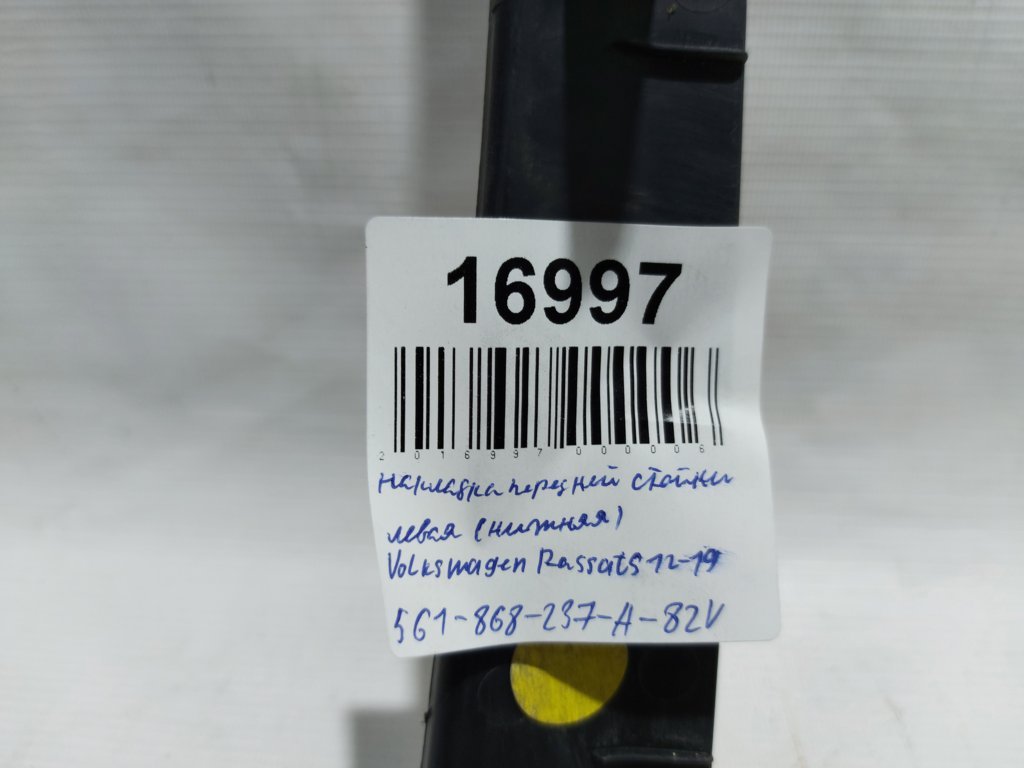 16997
2016997000006
накладка передней стойки
левая (нижняя)
Volkswagen Passat S 12-19
561-868-237-A-82V